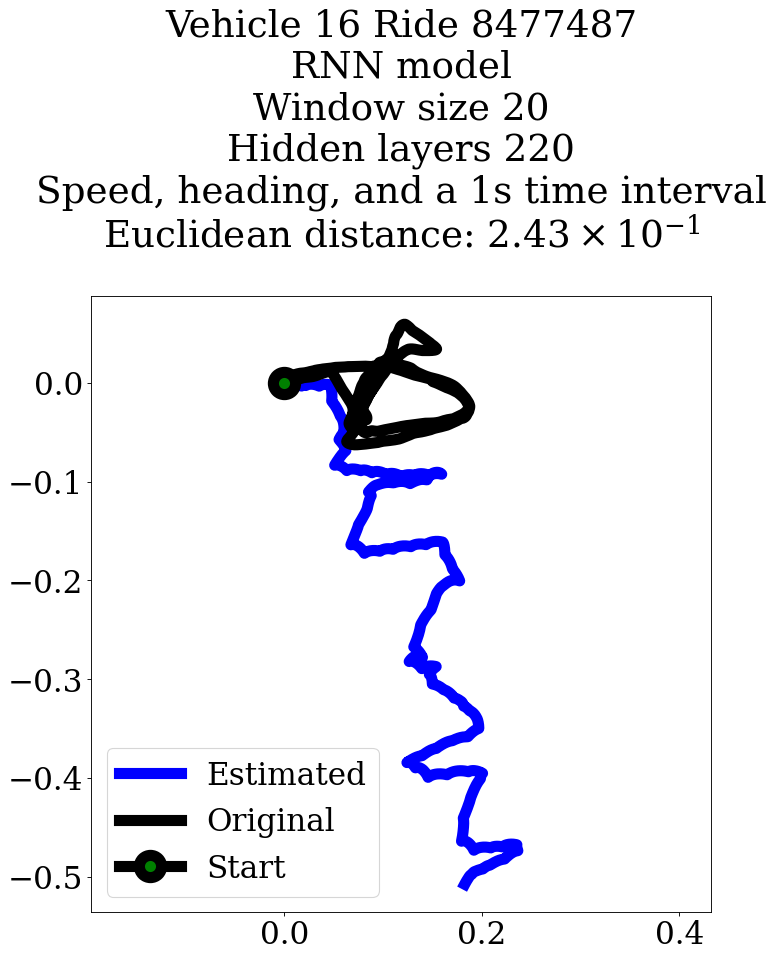 Vehicle 16 Ride 8477487
RNN model
Window size 20
Hidden layers 220
Speed, heading, and a 1s time interval
Euclidean distance: 2.43 × 10⁻¹
0.0
−0.1
−0.2
−0.3
−0.4
−0.5
Estimated
Original
Start
0.0 0.2 0.4